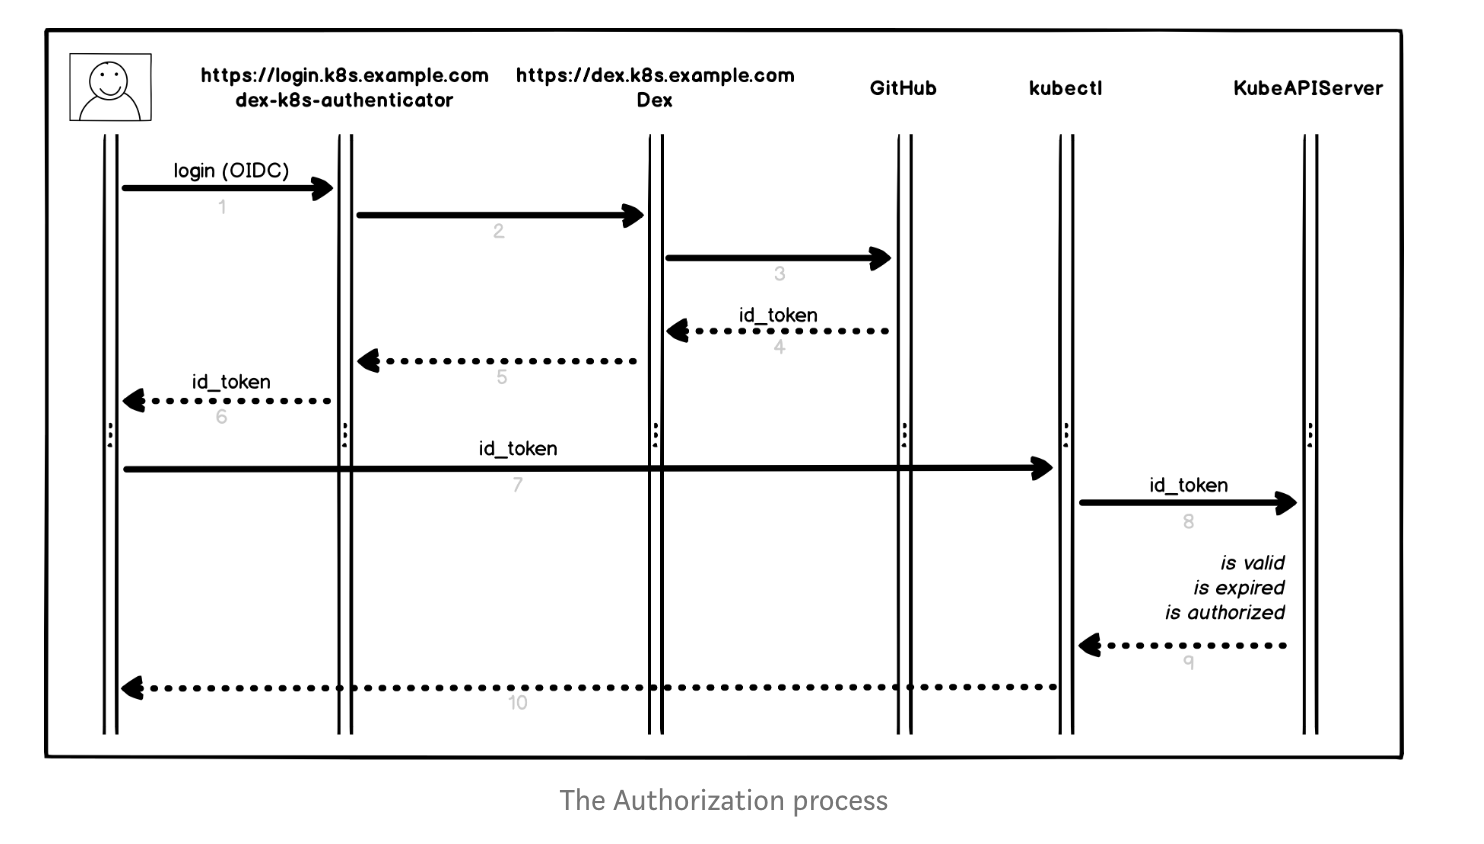 https://login.k8s.example.com
dex-k8s-authenticator
https://dex.k8s.example.com
Dex
GitHub
kubectl
KubeAPIServer
login (OIDC)
1
2
3
id_token
4
5
id_token
6
id_token
7
id_token
8
is valid
is expired
is authorized
9
10
The Authorization process